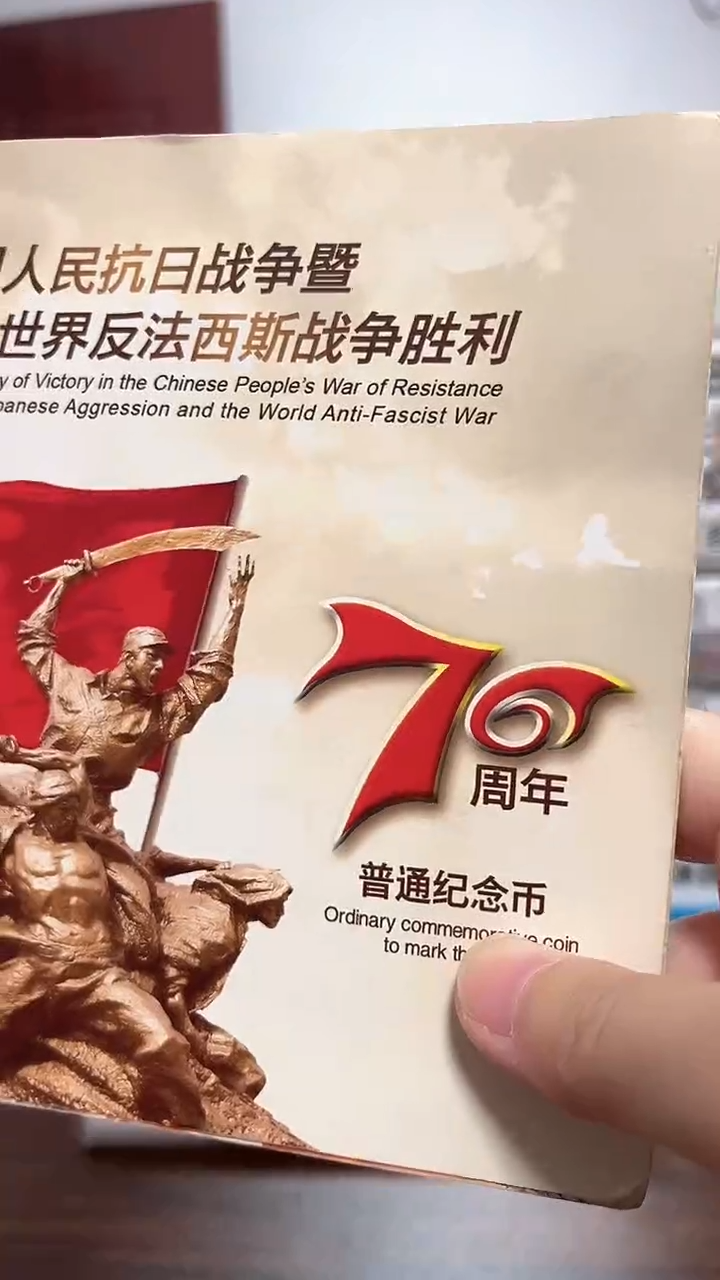 人民抗日战争暨
世界反法西斯战争胜利
y of Victory in the Chinese People's War of Resistance
panese Aggression and the World Anti-Fascist War
70
周年
普通纪念币
Ordinary commemorative coin
to mark th